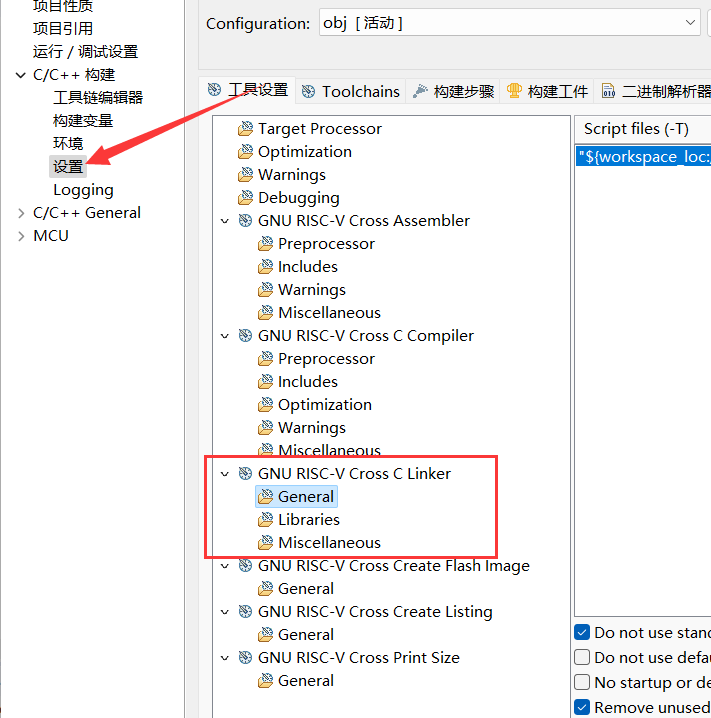 项目性质
项目引用
运行 / 调试设置
C/C++ 构建
工具链编辑器
构建变量
环境
设置
Logging
C/C++ General
MCU
Configuration:
obj [ 活动 ]
工具设置
Toolchains
构建步骤
构建工件
二进制解析器
Target Processor
Optimization
Warnings
Debugging
GNU RISC-V Cross Assembler
Preprocessor
Includes
Warnings
Miscellaneous
GNU RISC-V Cross C Compiler
Preprocessor
Includes
Optimization
Warnings
Miscellaneous
GNU RISC-V Cross C Linker
General
Libraries
Miscellaneous
GNU RISC-V Cross Create Flash Image
General
GNU RISC-V Cross Create Listing
General
GNU RISC-V Cross Print Size
General
Script files (-T)
"${workspace_loc:
Do not use stand
Do not use defau
No startup or de
Remove unused